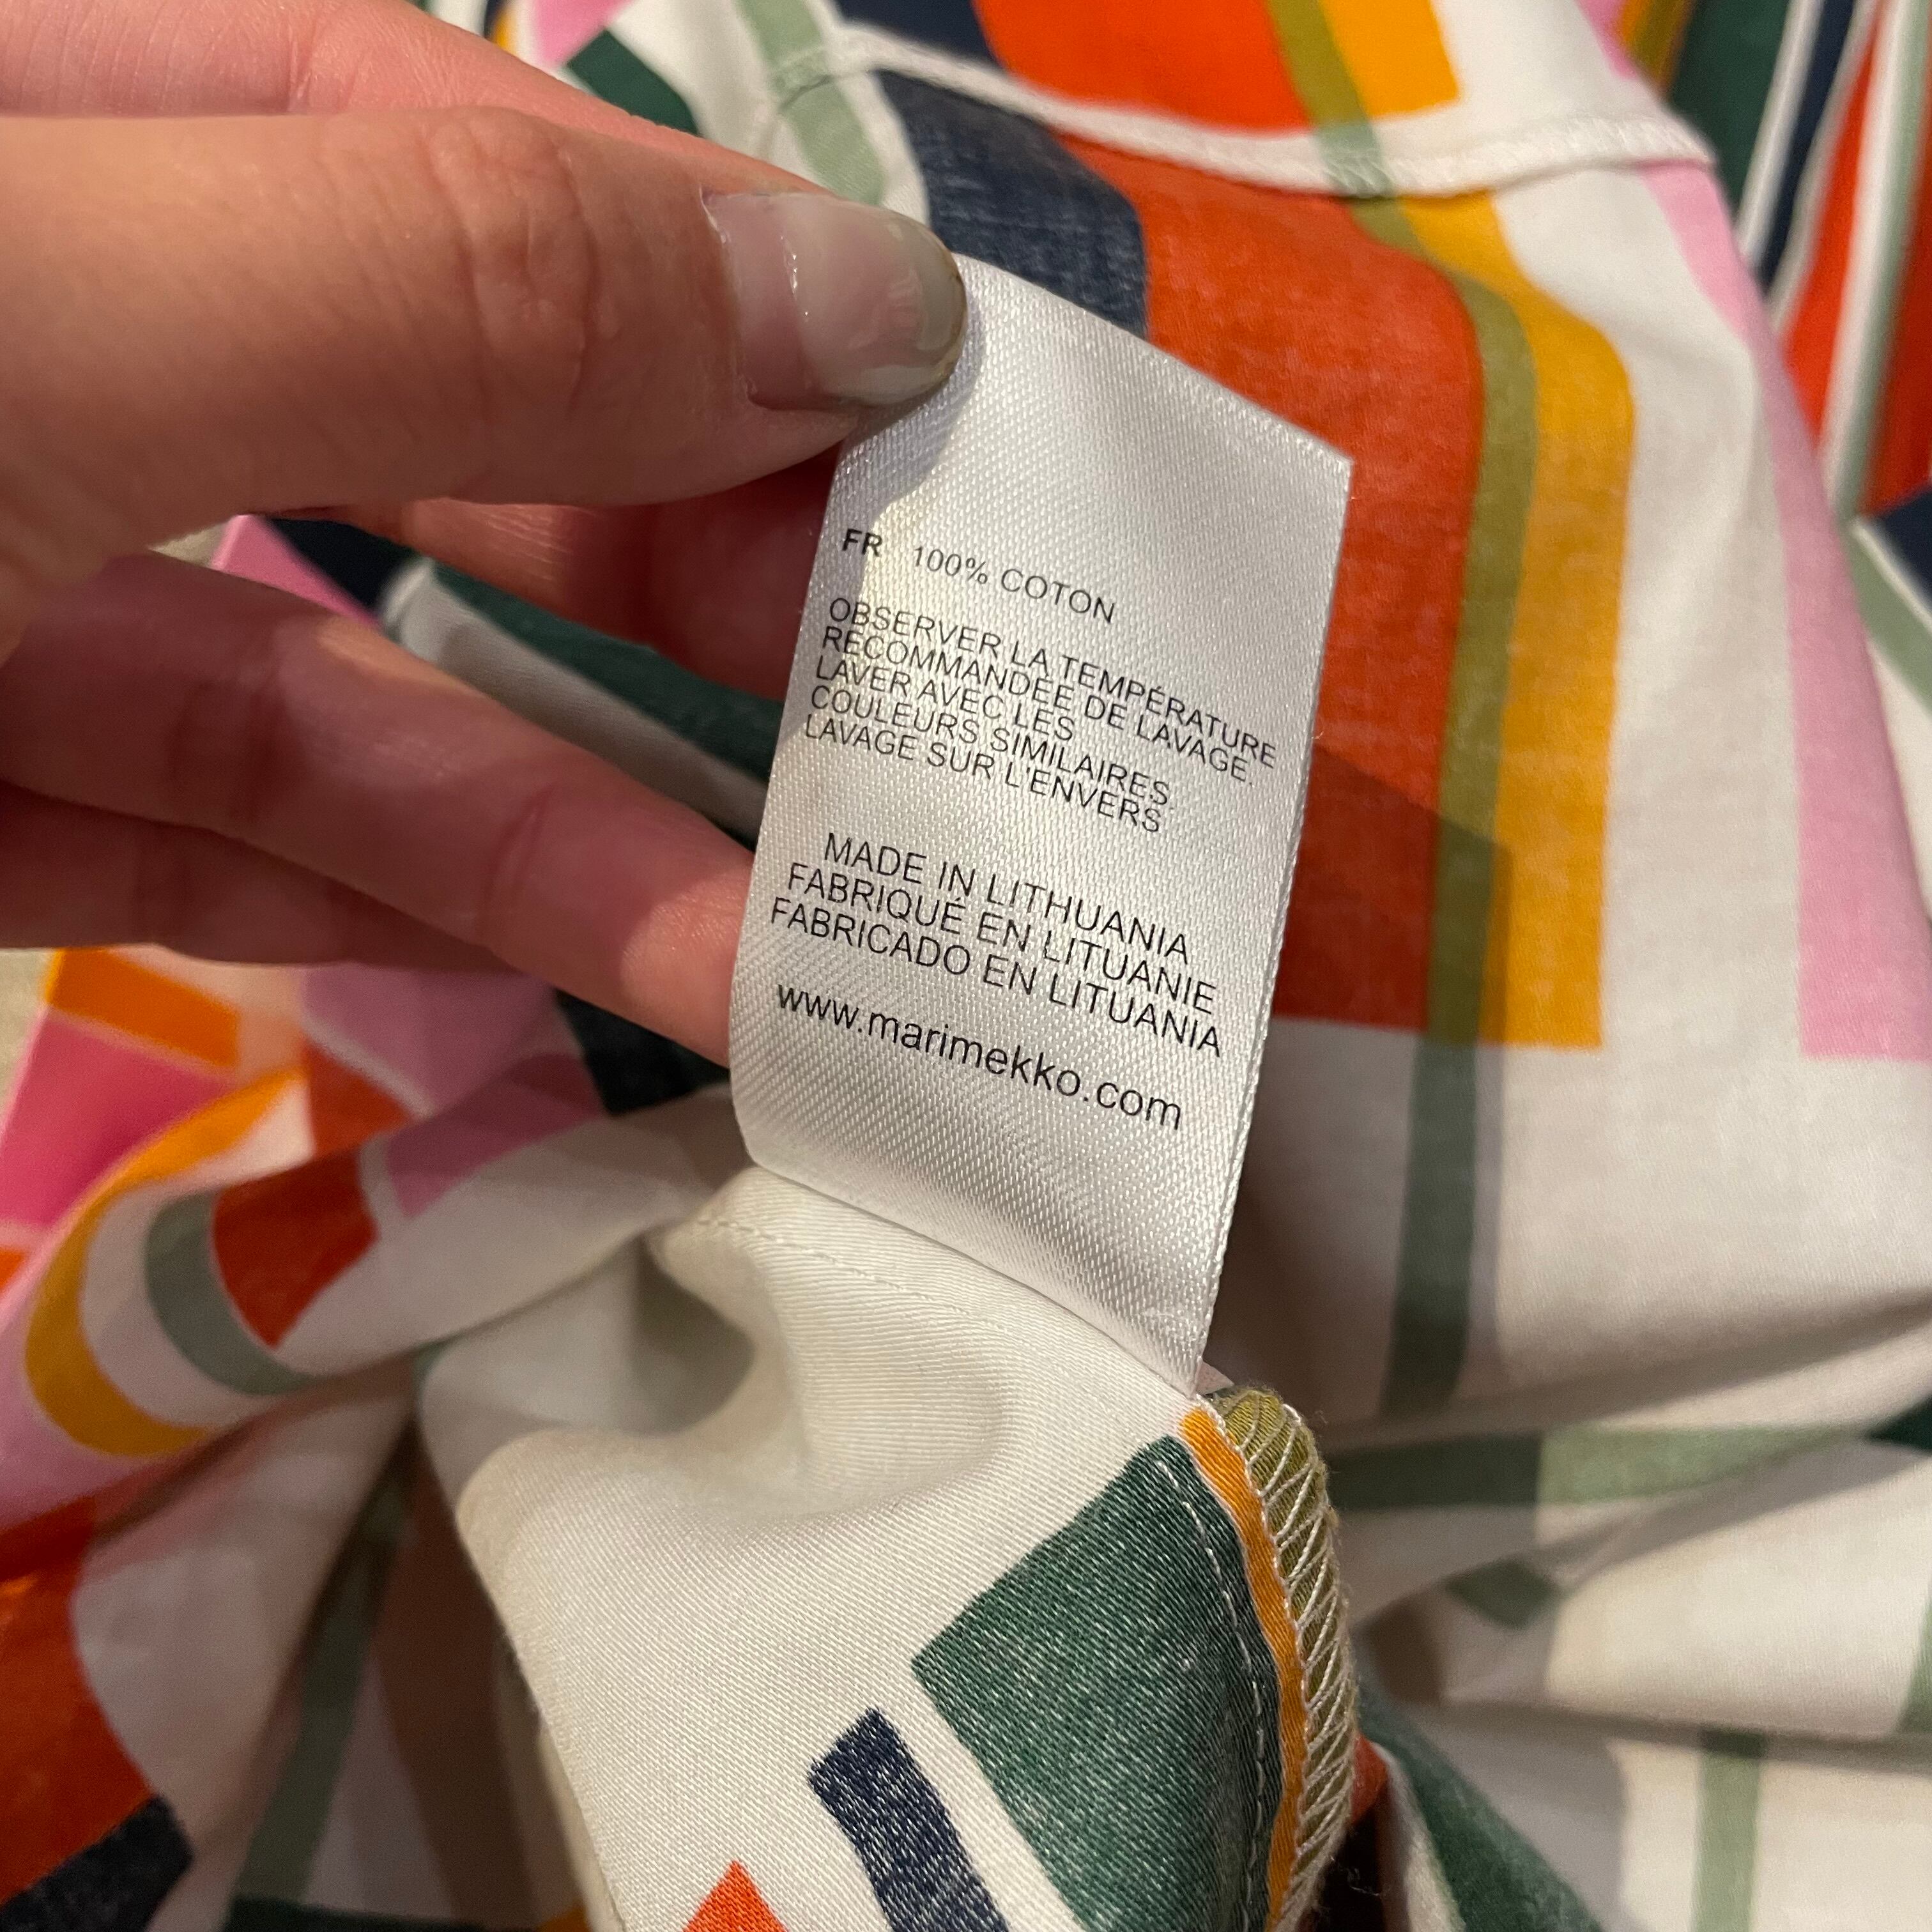 FR 100% COTON
OBSERVER LA TEMPÉRATURE
RECOMMANDÉE DE LAVAGE.
LAVER AVEC LES
COULEURS SIMILAIRES.
LAVAGE SUR L'ENVERS
MADE IN LITHUANIA
FABRIQUÉ EN LITUANIE
FABRICADO EN LITUANIA
www.marimekko.com